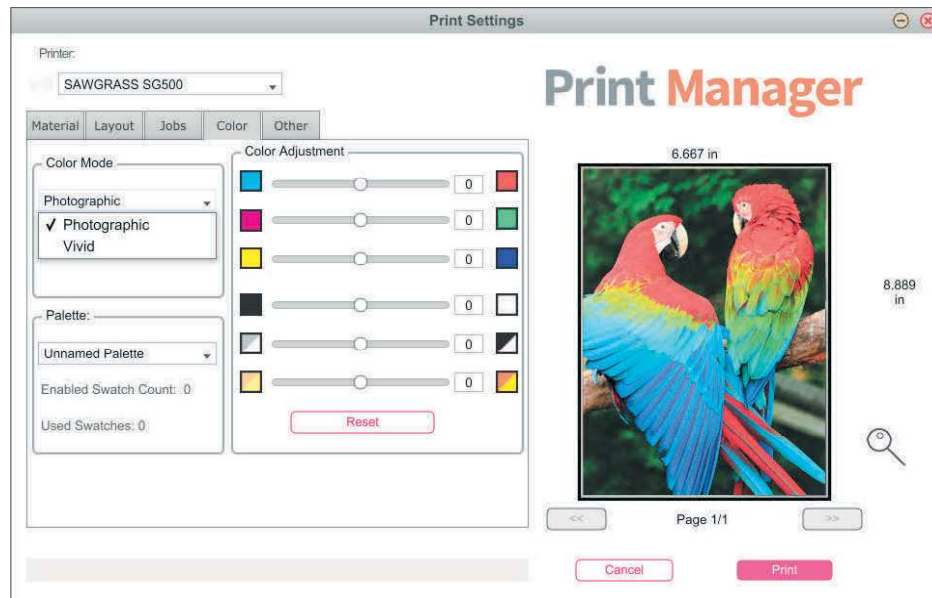 Print Settings
Printer:
SAWGRASS SG500
Print Manager
Material Layout Jobs Color Other
Color Mode
Photographic
✓ Photographic
Vivid
Palette:
Unnamed Palette
Enabled Swatch Count: 0
Used Swatches: 0
Color Adjustment
0
0
0
0
0
0
Reset
6.667 in
8.889
in
<< Page 1/1 >>
Cancel Print